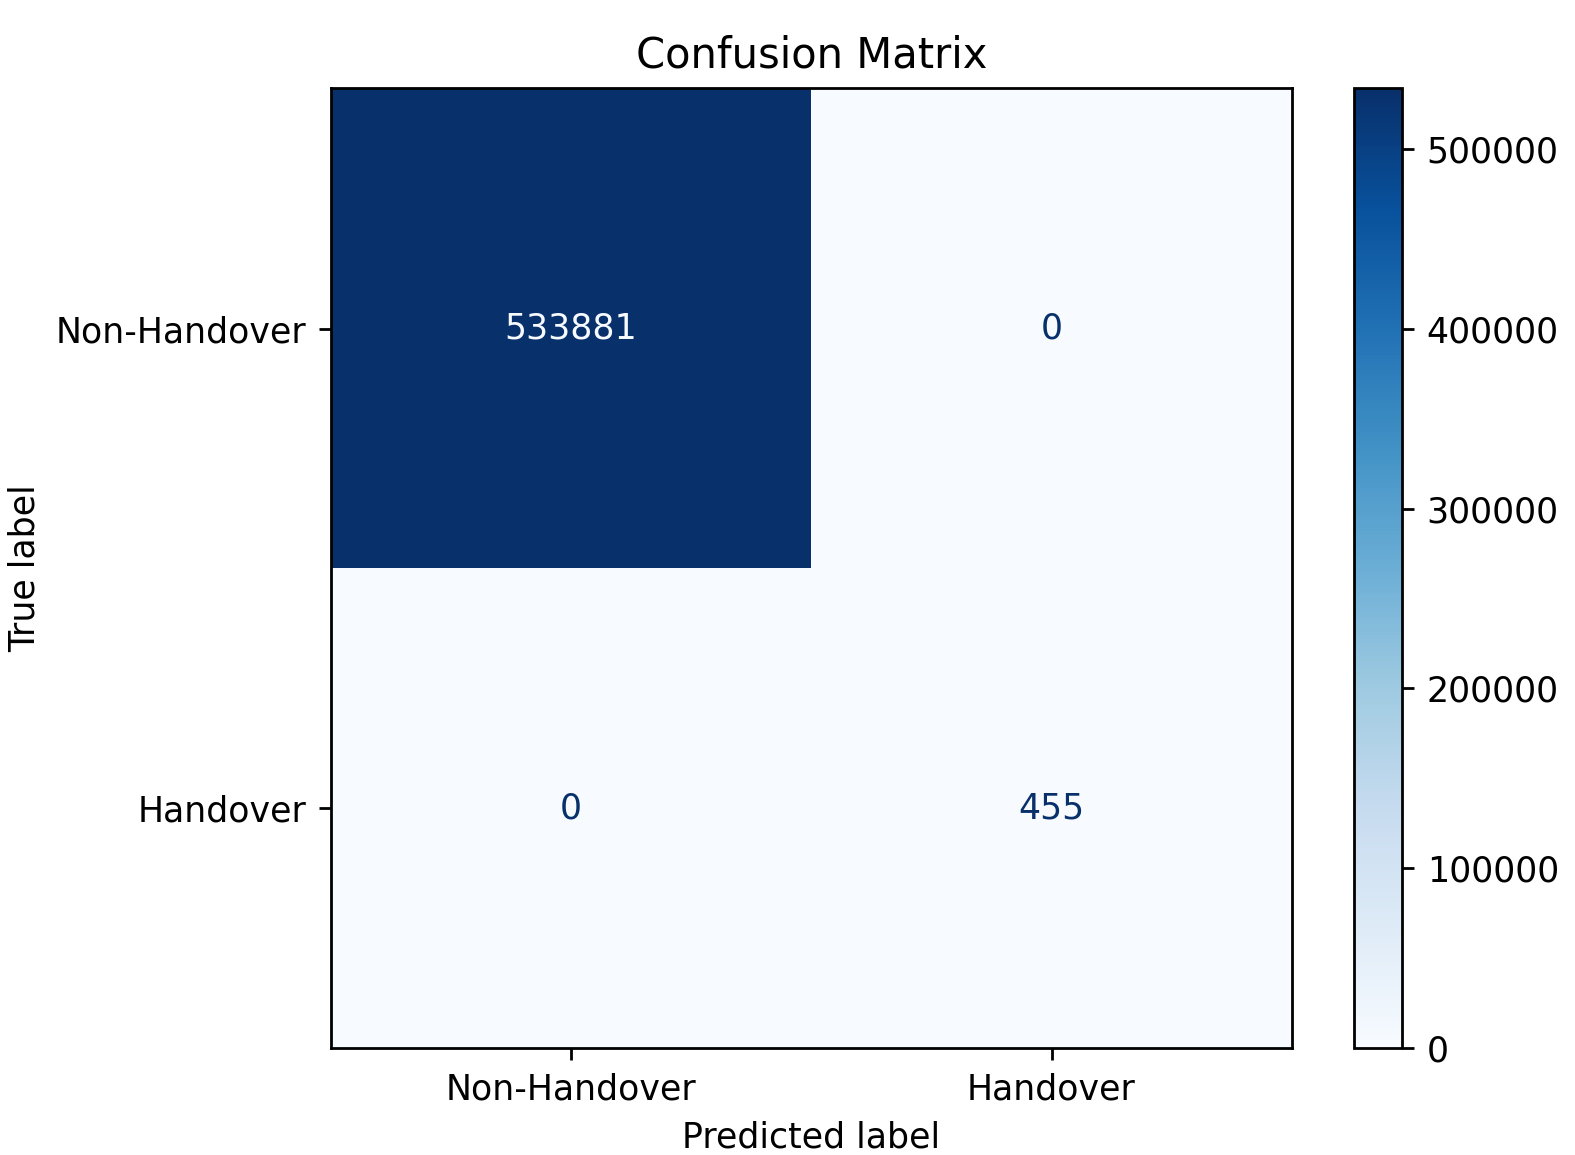 Confusion Matrix
True label
Non-Handover
Handover
533881
0
0
455
Non-Handover
Handover
Predicted label
500000
400000
300000
200000
100000
0